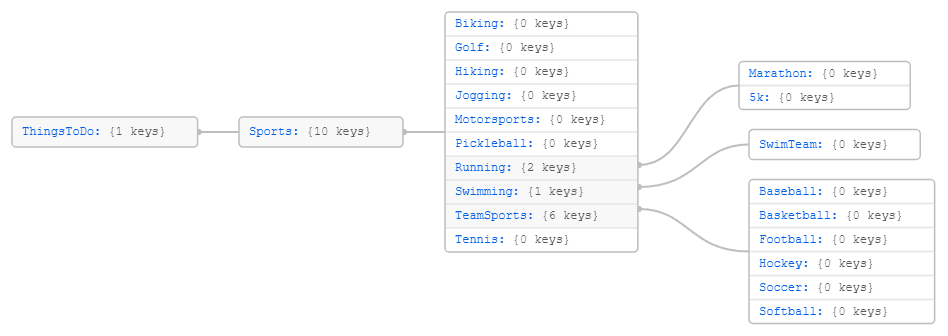 ThingsToDo: {1 keys}
Sports: {10 keys}
Biking: {0 keys}
Golf: {0 keys}
Hiking: {0 keys}
Jogging: {0 keys}
Motorsports: {0 keys}
Pickleball: {0 keys}
Running: {2 keys}
Swimming: {1 keys}
TeamSports: {6 keys}
Tennis: {0 keys}
Marathon: {0 keys}
5k: {0 keys}
SwimTeam: {0 keys}
Baseball: {0 keys}
Basketball: {0 keys}
Football: {0 keys}
Hockey: {0 keys}
Soccer: {0 keys}
Softball: {0 keys}